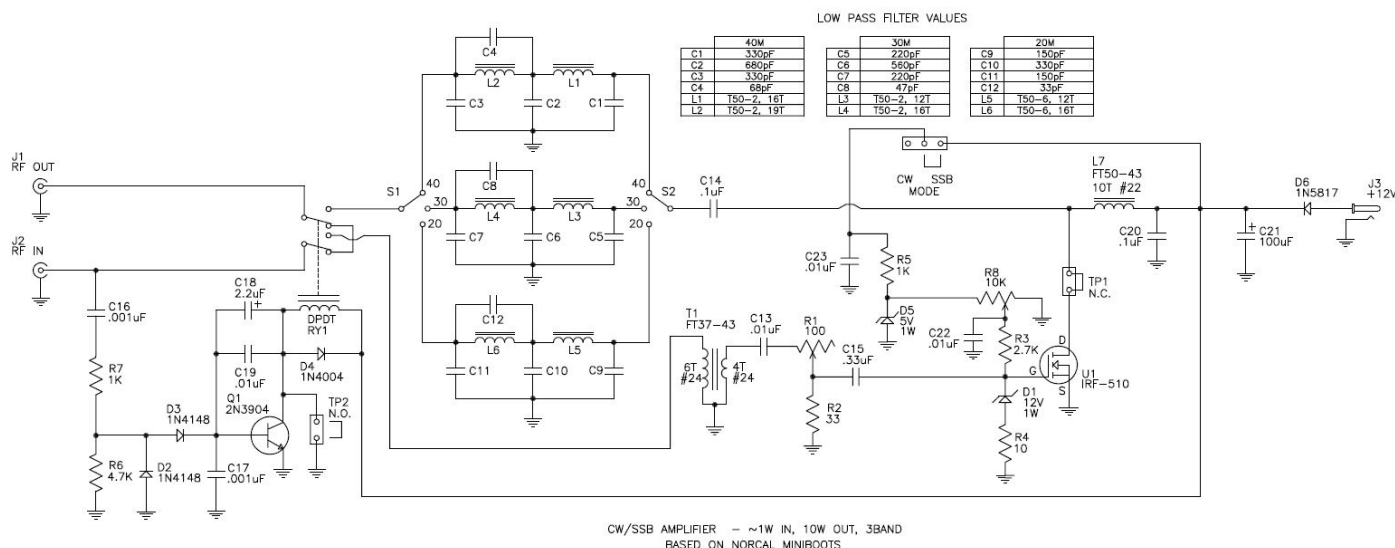 LOW PASS FILTER VALUES
40M
C1 330pF
C2 680pF
C3 330pF
C4 68pF
L1 T50-2, 16T
L2 T50-2, 19T
30M
C5 220pF
C6 560pF
C7 220pF
C8 47pF
L3 T50-2, 12T
L4 T50-2, 16T
20M
C9 150pF
C10 330pF
C11 150pF
C12 33pF
L5 T50-6, 12T
L6 T50-6, 16T
C4
L2
L1
C3
C2
C1
J1
RF OUT
J2
RF IN
S1
40
30
20
C8
L4
L3
C7
C6
C5
40
30
20
S2
C14
.1uF
CW
SSB
MODE
L7
FT50-43
10T #22
D6
1N5817
J3
+12V
C20
.1uF
C21
100uF
+
C23
.01uF
R5
1K
R8
10K
TP1
N.C.
D5
5V
1W
C22
.01uF
R3
2.7K
D
G
S
U1
IRF-510
D1
12V
1W
R4
10
C16
.001uF
C18
2.2uF
+
DPDT
RY1
R7
1K
C19
.01uF
D4
1N4004
Q1
2N3904
TP2
N.O.
D3
1N4148
R6
4.7K
D2
1N4148
C17
.001uF
C12
L6
L5
C11
C10
C9
T1
FT37-43
6T
#24
4T
#24
C13
.01uF
R1
100
C15
.33uF
R2
33
CW/SSB AMPLIFIER - ~1W IN, 10W OUT, 3BAND
BASED ON NORCAL MINIBOOTS